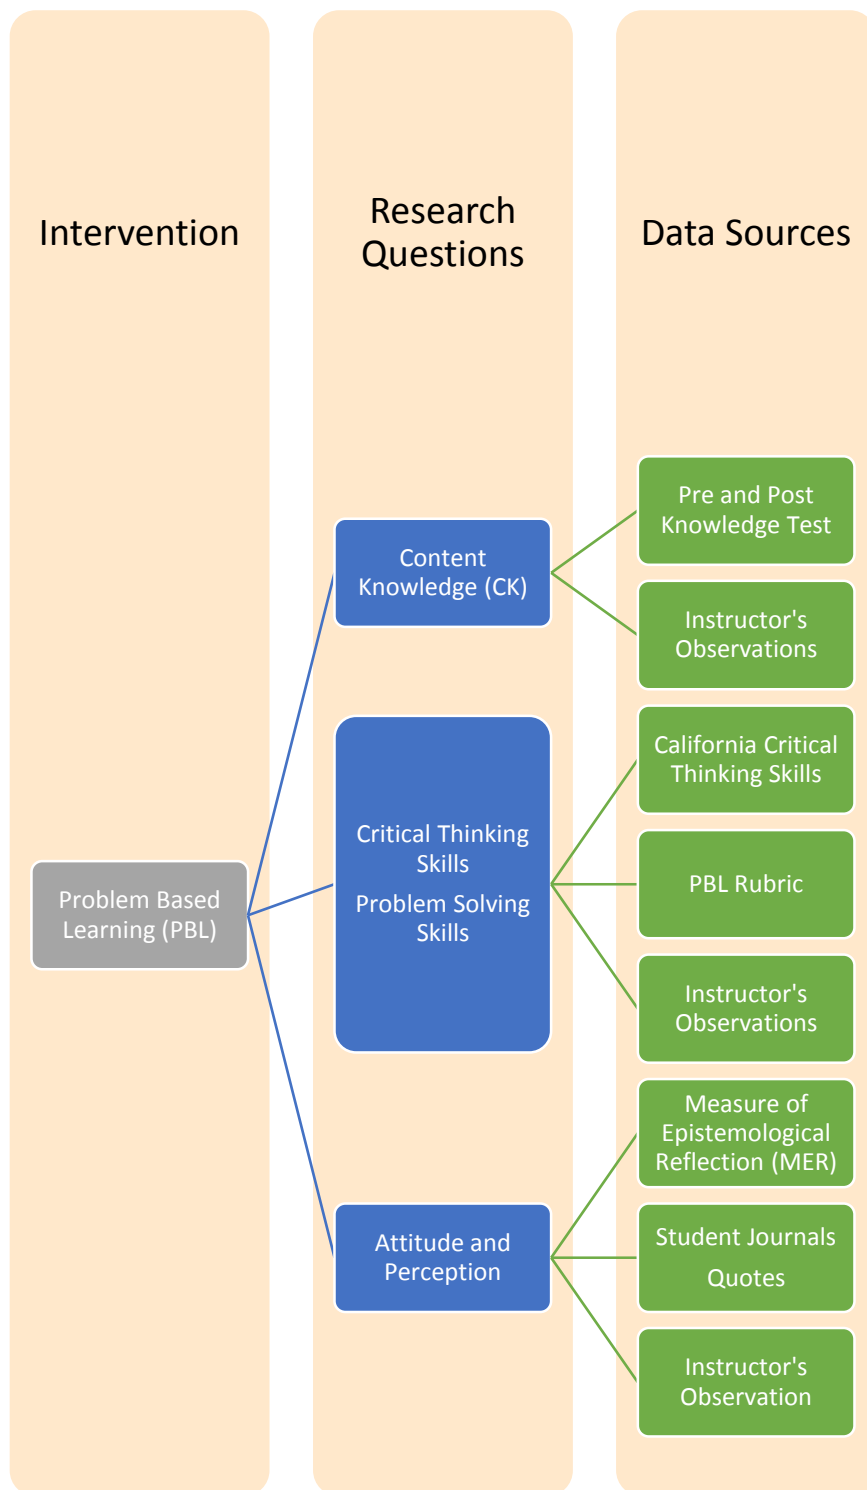 Intervention
Research
Questions
Data Sources
Problem Based
Learning (PBL)
Content
Knowledge (CK)
Critical Thinking
Skills
Problem Solving
Skills
Attitude and
Perception
Pre and Post
Knowledge Test
Instructor's
Observations
California Critical
Thinking Skills
PBL Rubric
Instructor's
Observations
Measure of
Epistemological
Reflection (MER)
Student Journals
Quotes
Instructor's
Observation